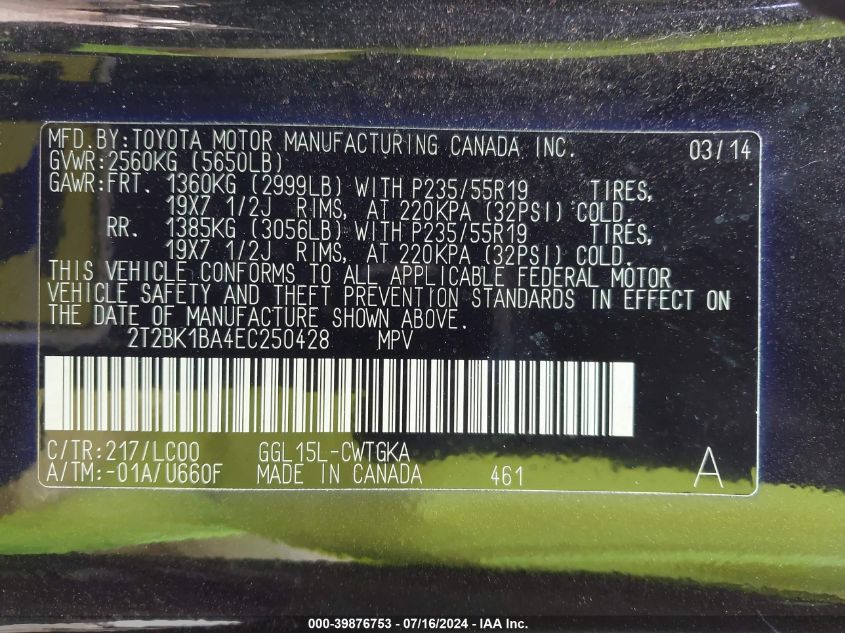 MFD.BY:TOYOTA MOTOR MANUFACTURING CANADA INC. 03/14
GVWR:2560KG (5650LB)
GAWR:FRT. 1360KG (2999LB) WITH P235/55R19 TIRES,
19X7 1/2J RIMS, AT 220KPA (32PSI) COLD.
RR. 1385KG (3056LB) WITH P235/55R19 TIRES,
19X7 1/2J RIMS, AT 220KPA (32PSI) COLD.
THIS VEHICLE CONFORMS TO ALL APPLICABLE FEDERAL MOTOR
VEHICLE SAFETY AND THEFT PREVENTION STANDARDS IN EFFECT ON
THE DATE OF MANUFACTURE SHOWN ABOVE.
2T2BK1BA4EC250428 MPV
C/TR:217/LC00 GGL15L-CWTGKA
A/TM:-01A/U660F MADE IN CANADA 461 A
000-39876753 - 07/16/2024 - IAA Inc.